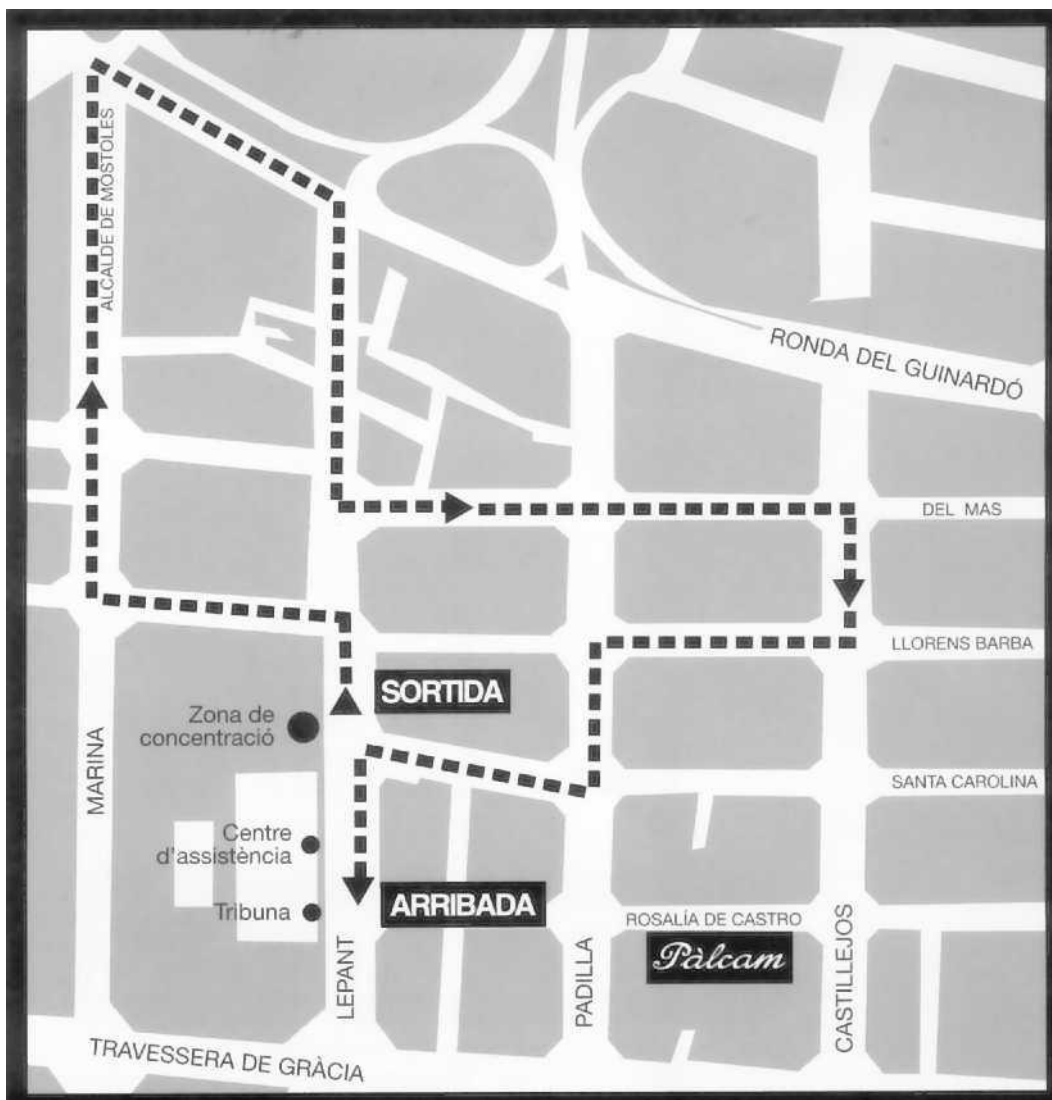 ALCALDE DE MOSTOLES
RONDA DEL GUINARDÓ
DEL MAS
LLORENS BARBA
SORTIDA
Zona de
concentració
MARINA
SANTA CAROLINA
Centre
d'assistència
Tribuna
ARRIBADA
ROSALÍA DE CASTRO
Pàlcam
LEPANT
PADILLA
CASTILLEJOS
TRAVESSERA DE GRÀCIA